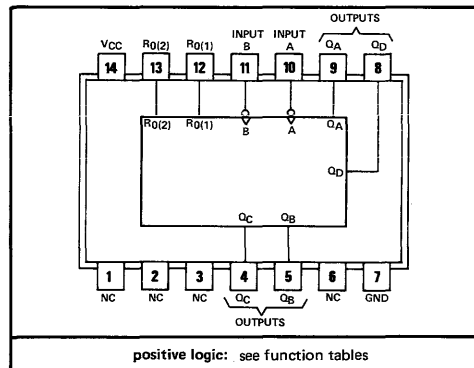 OUTPUTS
INPUT INPUT
VCC R0(2) R0(1) B A QA QD
14 13 12 11 10 9 8
R0(2) R0(1) B A QA
QD
QC QB
1 2 3 4 5 6 7
NC NC NC QC QB NC GND
OUTPUTS
positive logic: see function tables